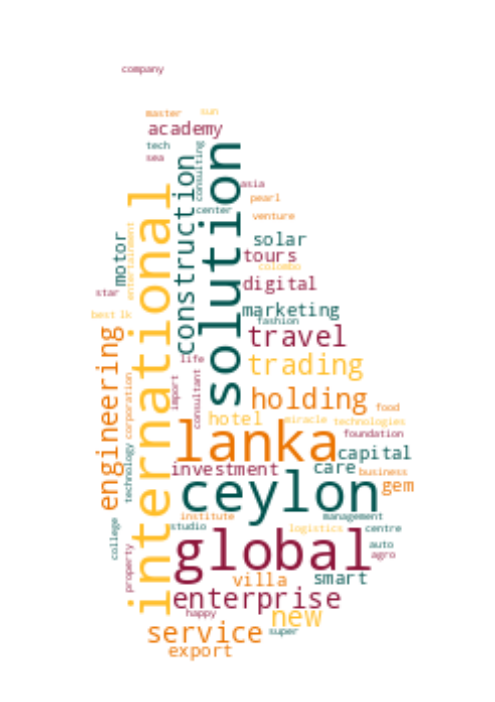 company
master sun
academy
tech
sea
consulting
asia
center
pearl
venture
construction
solution
international
motor
entertainment
solar
tours
colombo
star
digital
best lk
marketing
fashion
travel
engineering
life
trading
import
consultant
corporation
holding
food
hotel
miracle technologies
lanka
foundation
capital
investment
care
business
technology
ceylon
gem
institute
management
studio
logistics
centre
college
global
auto
agro
property
villa
smart
enterprise
happy
new
service
super
export